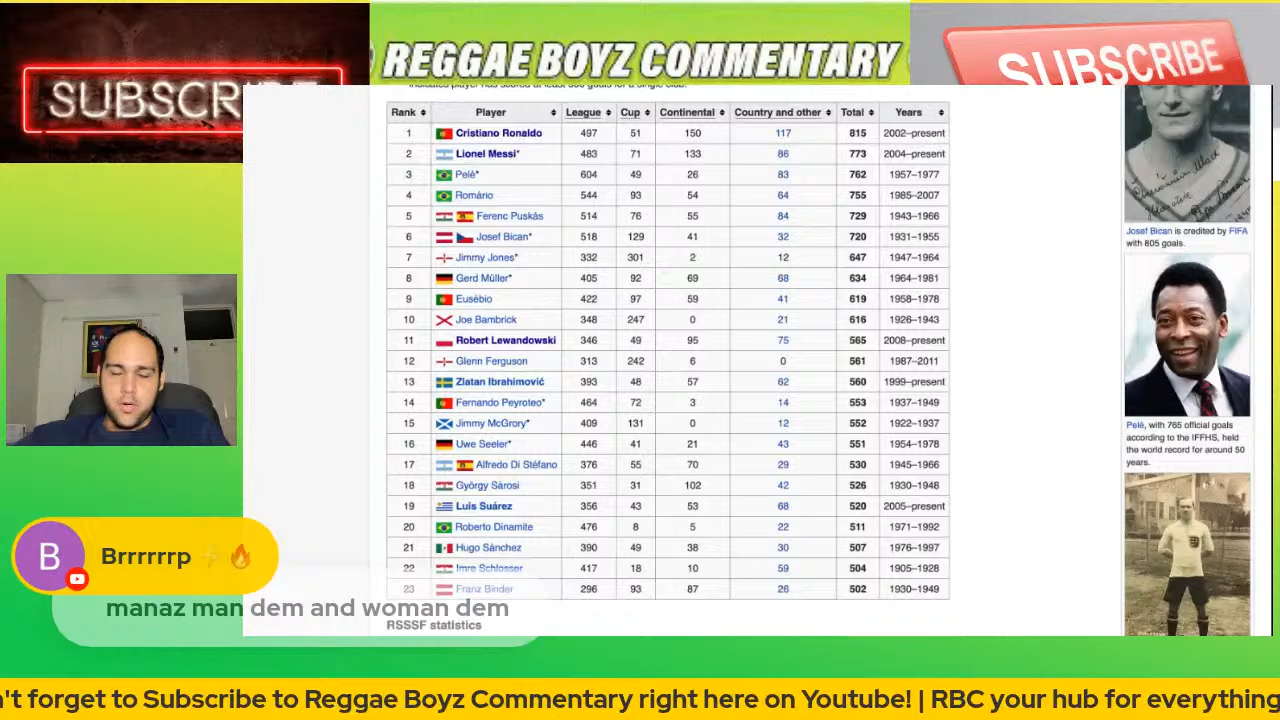 SUBSCR
REGGAE BOYZ COMMENTARY
SUBSCRIBE
Rank Player League Cup Continental Country and other Total Years
1 Cristiano Ronaldo 497 51 150 117 815 2002–present
2 Lionel Messi* 483 71 133 86 773 2004–present
3 Pelé* 604 49 26 83 762 1957–1977
4 Romário 544 93 54 64 755 1985–2007
5 Ferenc Puskás 514 76 55 84 729 1943–1966
6 Josef Bican* 518 129 41 32 720 1931–1955
7 Jimmy Jones* 332 301 2 12 647 1947–1964
8 Gerd Müller* 405 92 69 68 634 1964–1981
9 Eusébio 422 97 59 41 619 1958–1978
10 Joe Bambrick 348 247 0 21 616 1926–1943
11 Robert Lewandowski 346 49 95 75 565 2008–present
12 Glenn Ferguson 313 242 6 0 561 1987–2011
13 Zlatan Ibrahimović 393 48 57 62 560 1999–present
14 Fernando Peyroteo* 464 72 3 14 553 1937–1949
15 Jimmy McGrory* 409 131 0 12 552 1922–1937
16 Uwe Seeler* 446 41 21 43 551 1954–1978
17 Alfredo Di Stéfano 376 55 70 29 530 1945–1966
18 György Sárosi 351 31 102 42 526 1930–1948
19 Luis Suárez 356 43 53 68 520 2005–present
20 Roberto Dinamite 476 8 5 22 511 1971–1992
21 Hugo Sánchez 390 49 38 30 507 1976–1997
22 Imre Schlosser 417 18 10 59 504 1905–1928
23 Franz Binder 296 93 87 26 502 1930–1949
RSSSF statistics
Josef Bican is credited by FIFA
with 805 goals.
Pelé, with 765 official goals
according to the IFFHS, held
the world record for around 50
years.
B
Brrrrrrp
manaz man dem and woman dem
't forget to Subscribe to Reggae Boyz Commentary right here on Youtube! | RBC your hub for everything